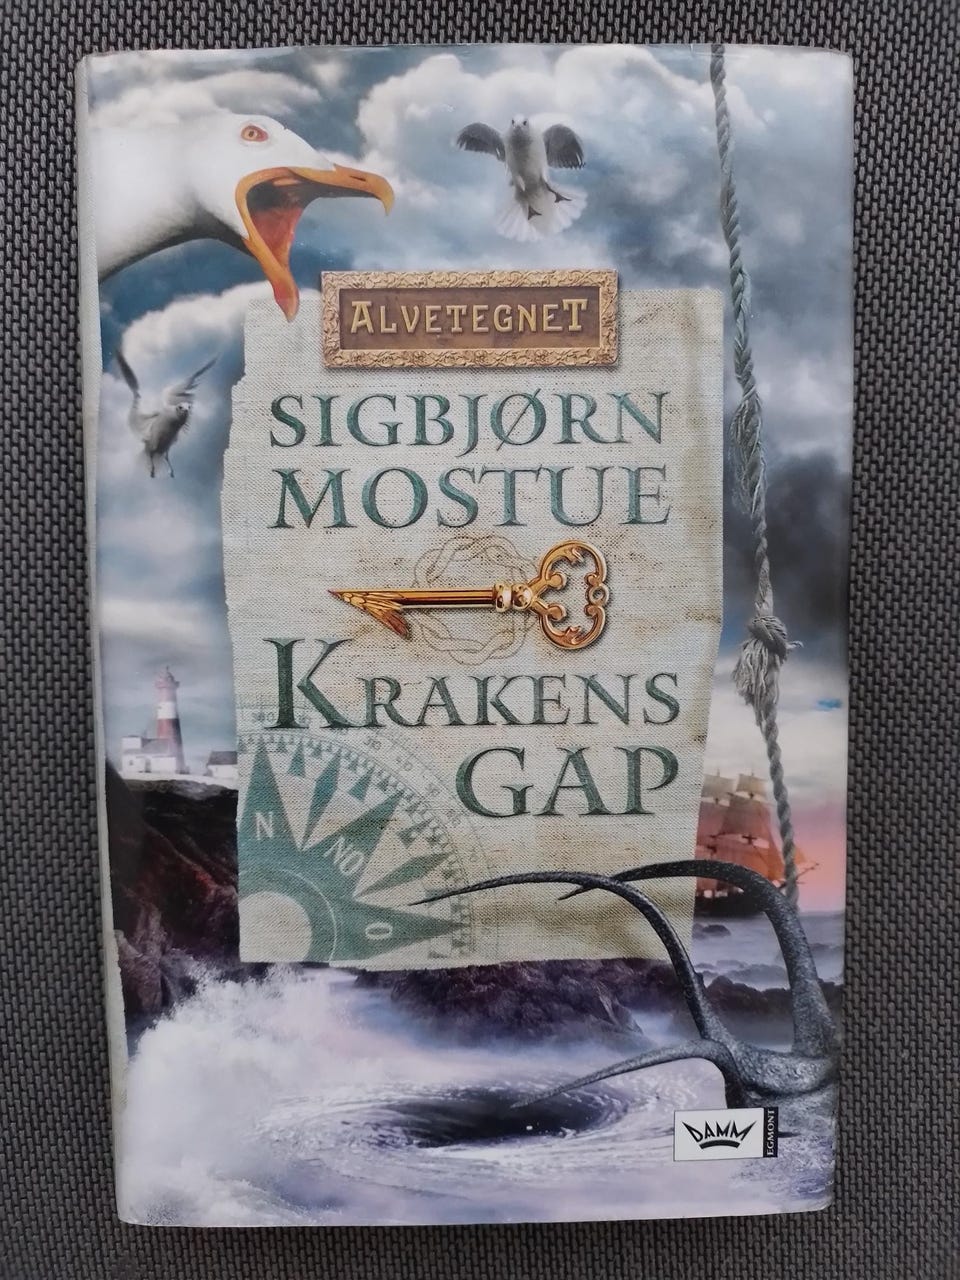 ALVETEGNET
SIGBJØRN
MOSTUE
KRAKENS
GAP
N
NO
O
DAMM
EGMONT